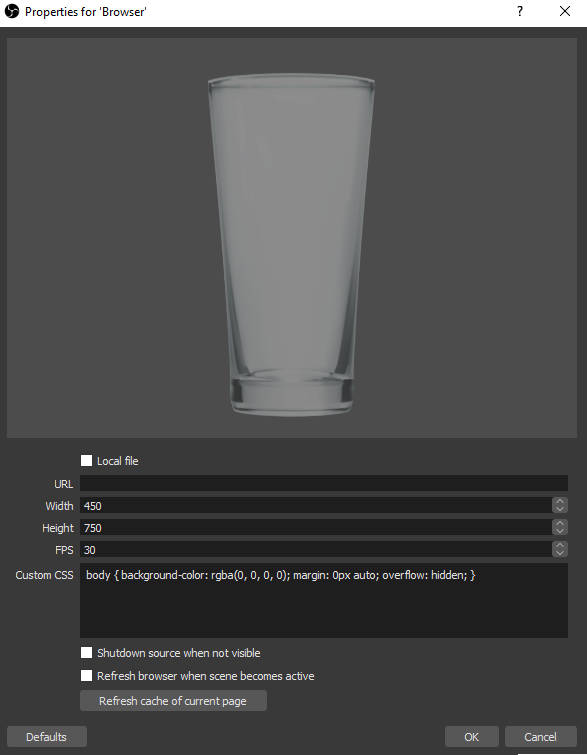 Properties for 'Browser'
?
Local file
URL
Width 450
Height 750
FPS 30
Custom CSS body { background-color: rgba(0, 0, 0, 0); margin: 0px auto; overflow: hidden; }
Shutdown source when not visible
Refresh browser when scene becomes active
Refresh cache of current page
Defaults OK Cancel